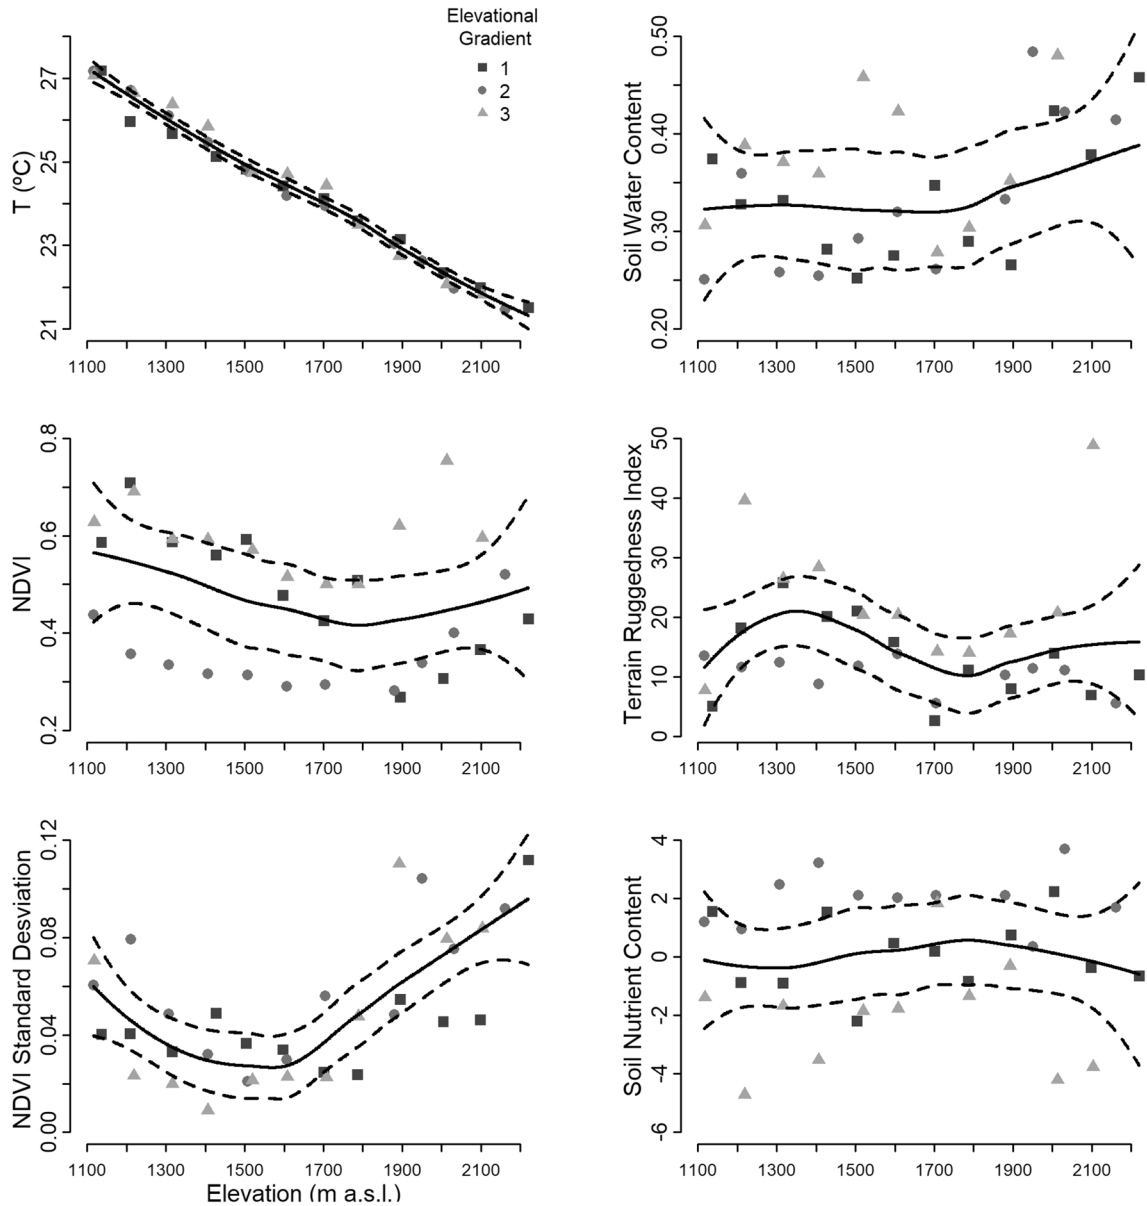 Elevational
Gradient
1
2
3
T (ºC)
27
25
23
21
1100 1300 1500 1700 1900 2100
Soil Water Content
0.50
0.40
0.30
0.20
1100 1300 1500 1700 1900 2100
NDVI
0.8
0.6
0.4
0.2
1100 1300 1500 1700 1900 2100
Terrain Ruggedness Index
50
40
30
20
10
0
1100 1300 1500 1700 1900 2100
NDVI Standard Desviation
0.12
0.08
0.04
0.00
1100 1300 1500 1700 1900 2100
Elevation (m a.s.l.)
Soil Nutrient Content
4
2
0
-2
-4
-6
1100 1300 1500 1700 1900 2100